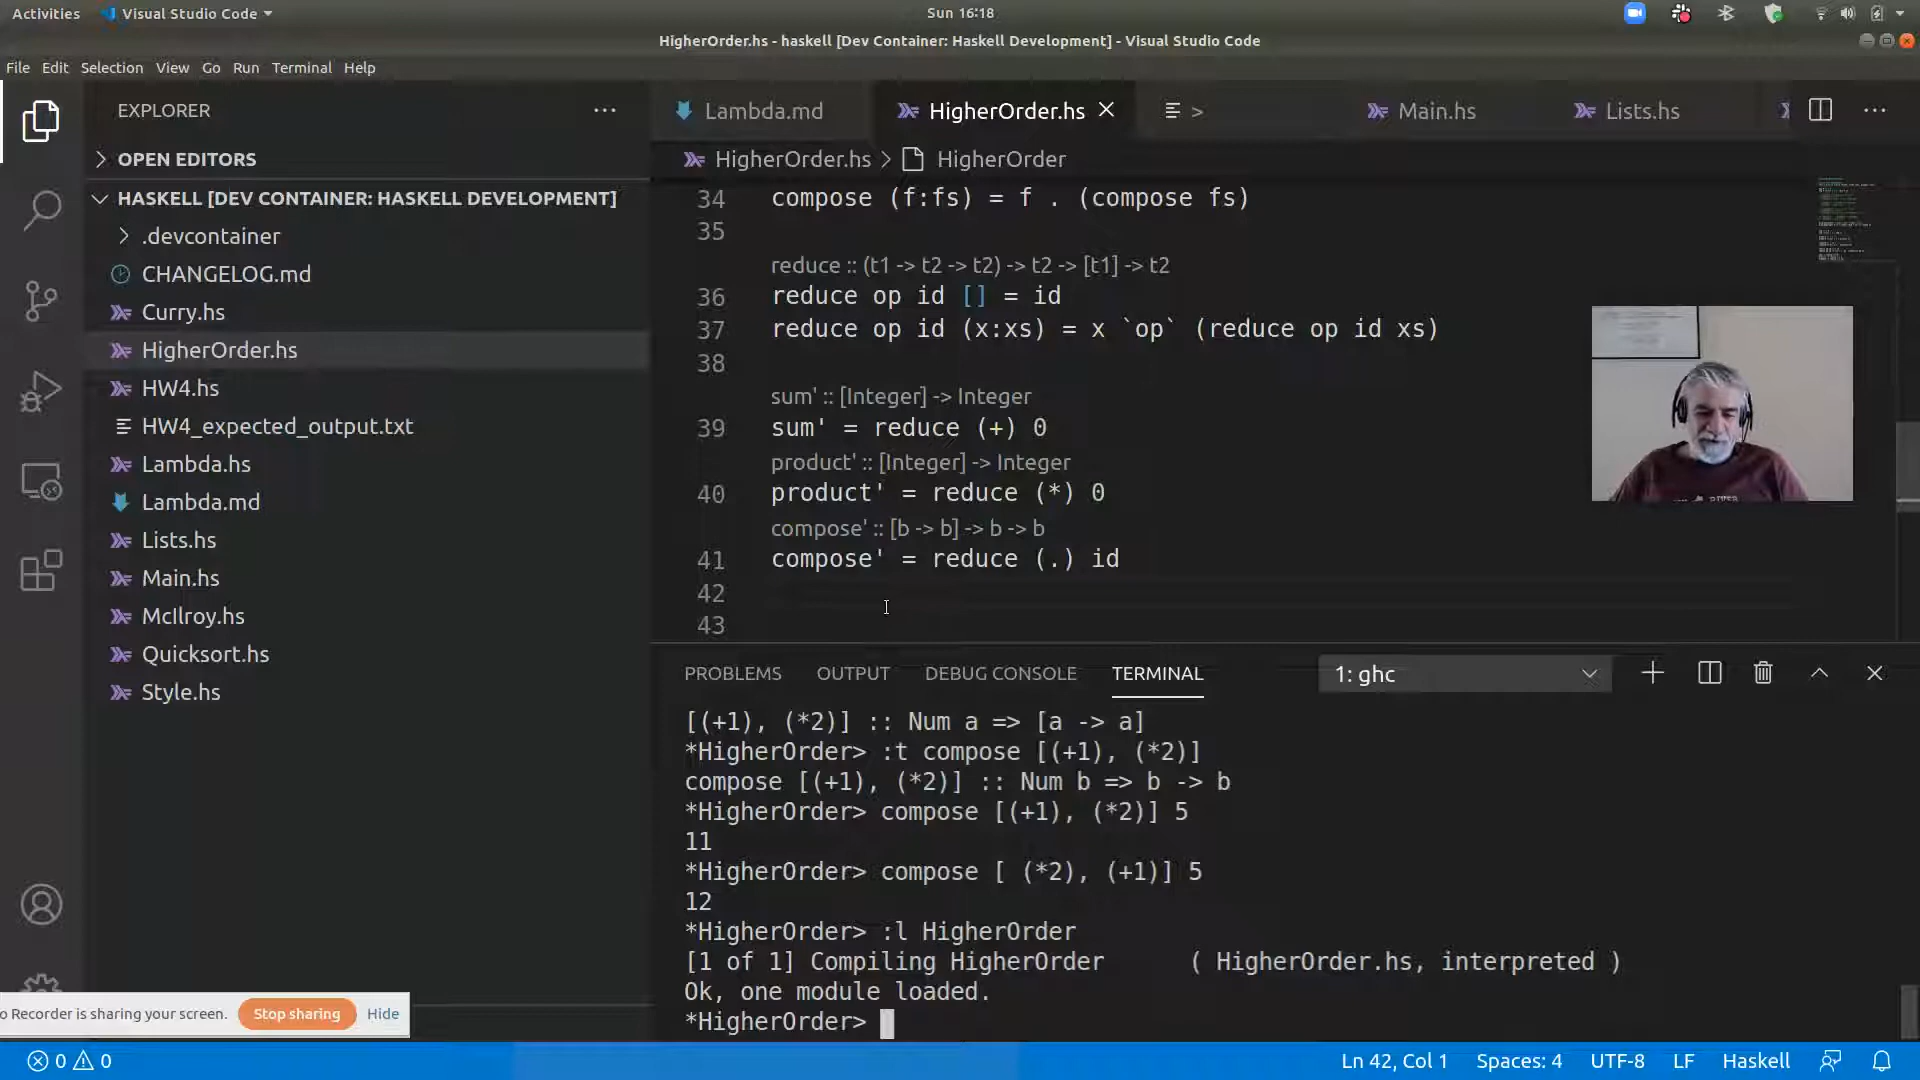 Activities Visual Studio Code Sun 16:18
HigherOrder.hs - haskell [Dev Container: Haskell Development] - Visual Studio Code
File Edit Selection View Go Run Terminal Help
EXPLORER
OPEN EDITORS
HASKELL [DEV CONTAINER: HASKELL DEVELOPMENT]
.devcontainer
CHANGELOG.md
Curry.hs
HigherOrder.hs
HW4.hs
HW4_expected_output.txt
Lambda.hs
Lambda.md
Lists.hs
Main.hs
McIlroy.hs
Quicksort.hs
Style.hs
Lambda.md HigherOrder.hs > Main.hs Lists.hs
HigherOrder.hs > HigherOrder
34 compose (f:fs) = f . (compose fs)
35
reduce :: (t1 -> t2 -> t2) -> t2 -> [t1] -> t2
36 reduce op id [] = id
37 reduce op id (x:xs) = x `op` (reduce op id xs)
38
sum' :: [Integer] -> Integer
39 sum' = reduce (+) 0
product' :: [Integer] -> Integer
40 product' = reduce (*) 0
compose' :: [b -> b] -> b -> b
41 compose' = reduce (.) id
42
43
PROBLEMS OUTPUT DEBUG CONSOLE TERMINAL 1: ghc
[(+1), (*2)] :: Num a => [a -> a]
*HigherOrder> :t compose [(+1), (*2)]
compose [(+1), (*2)] :: Num b => b -> b
*HigherOrder> compose [(+1), (*2)] 5
11
*HigherOrder> compose [ (*2), (+1)] 5
12
*HigherOrder> :l HigherOrder
[1 of 1] Compiling HigherOrder ( HigherOrder.hs, interpreted )
Ok, one module loaded.
*HigherOrder>
o Recorder is sharing your screen. Stop sharing Hide
0 0 Ln 42, Col 1 Spaces: 4 UTF-8 LF Haskell